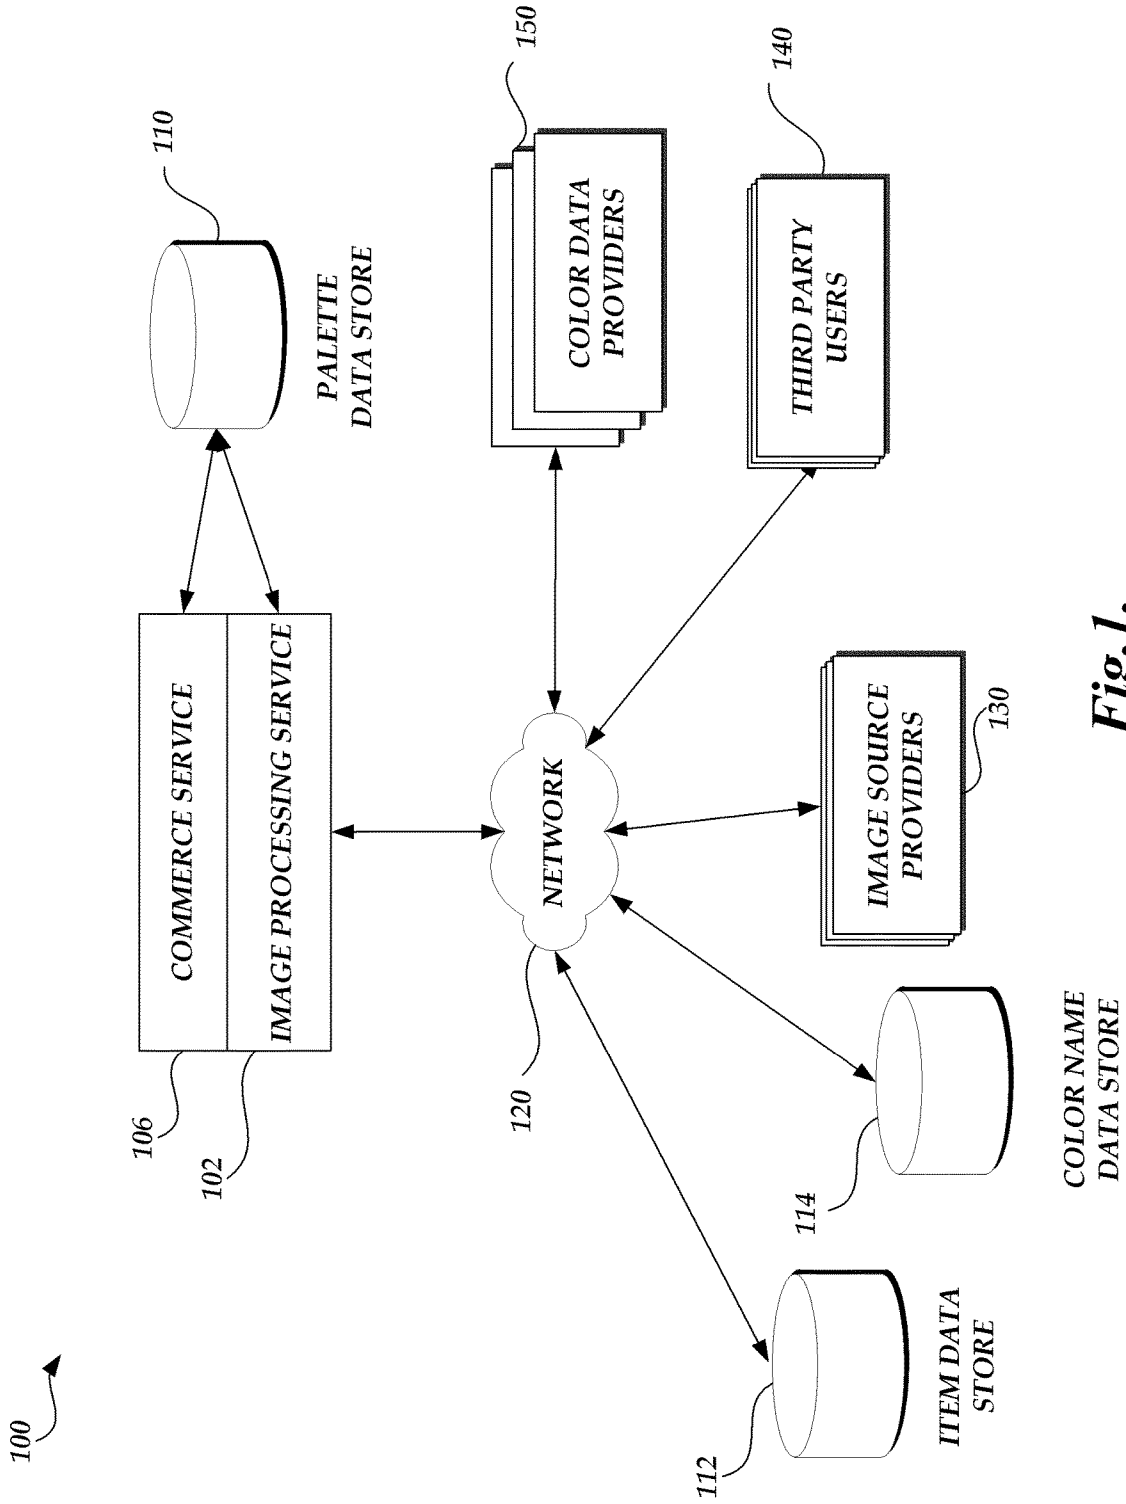 100
106
102
COMMERCE SERVICE
IMAGE PROCESSING SERVICE
110
PALETTE
DATA STORE
120
NETWORK
150
COLOR DATA
PROVIDERS
140
THIRD PARTY
USERS
112
ITEM DATA
STORE
114
COLOR NAME
DATA STORE
IMAGE SOURCE
PROVIDERS
130
Fig.1.